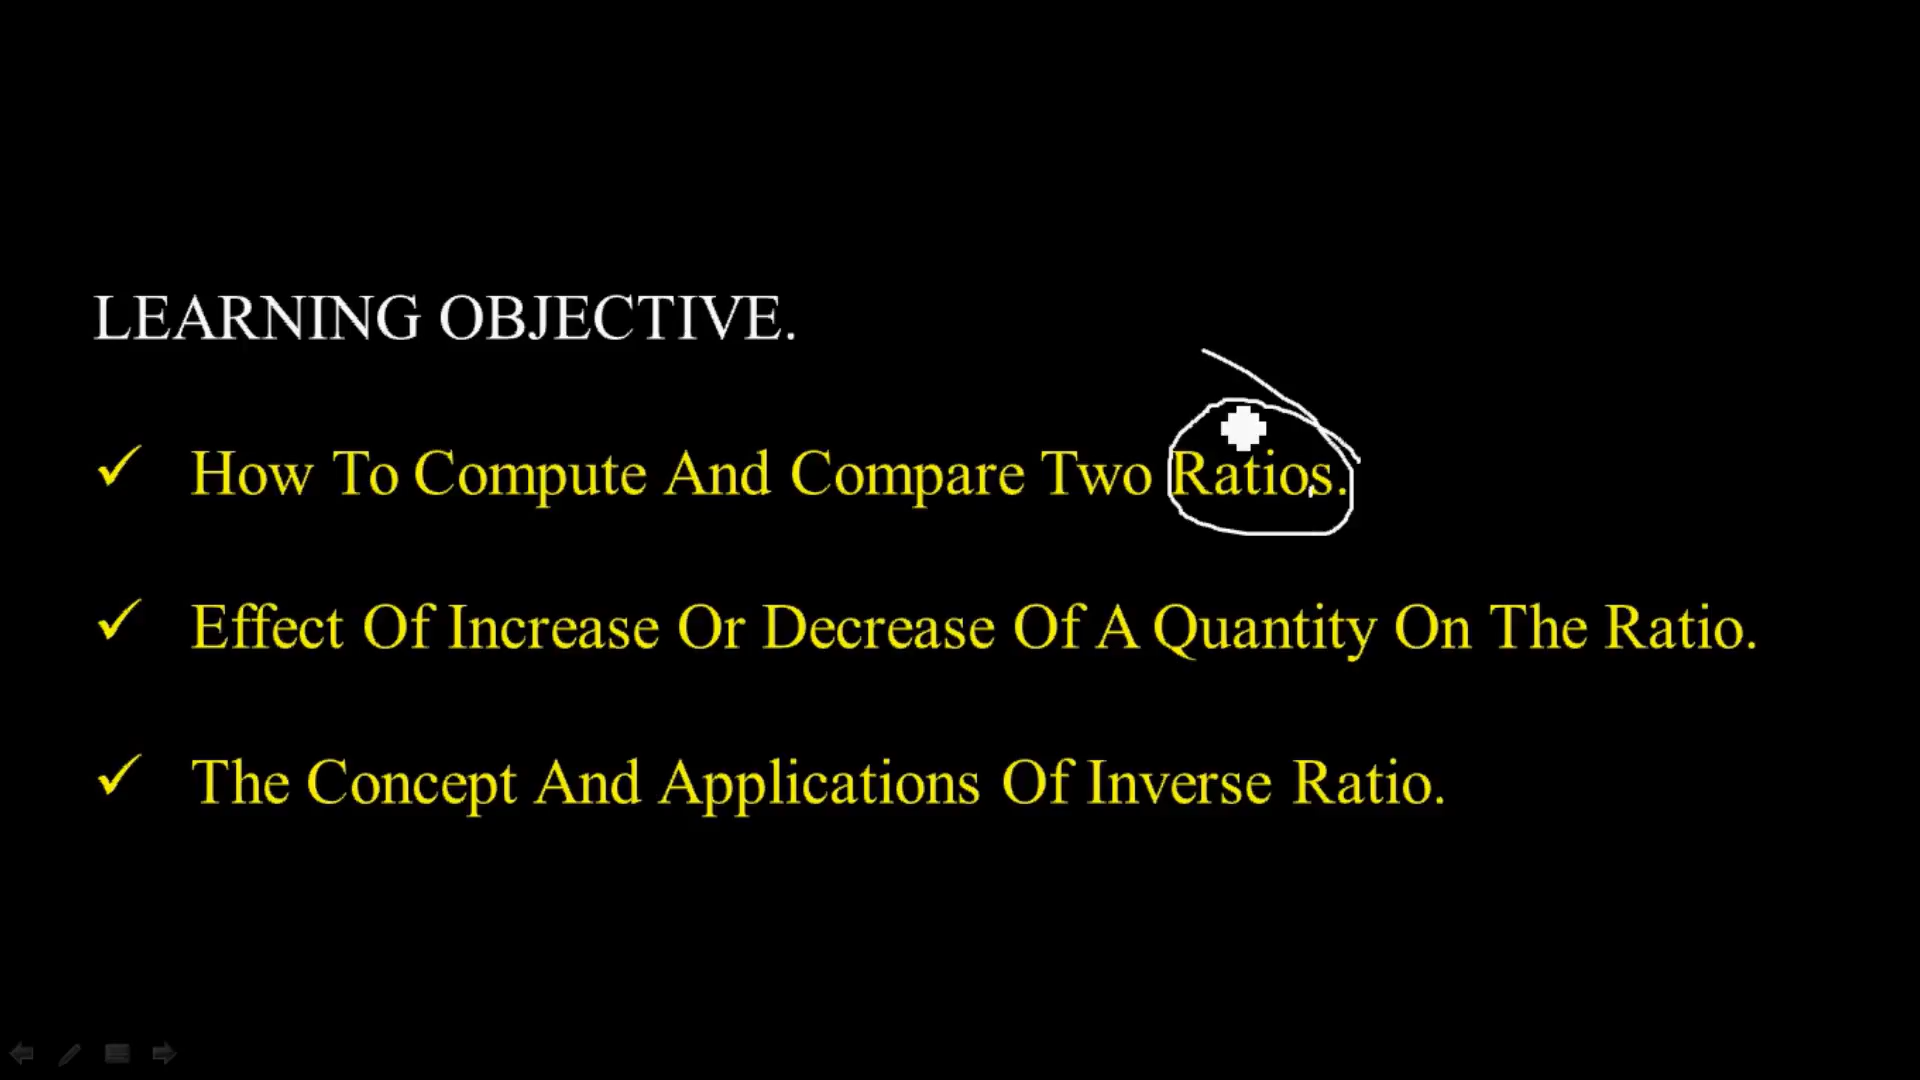 LEARNING OBJECTIVE.
✓ How To Compute And Compare Two Ratios.
✓ Effect Of Increase Or Decrease Of A Quantity On The Ratio.
✓ The Concept And Applications Of Inverse Ratio.